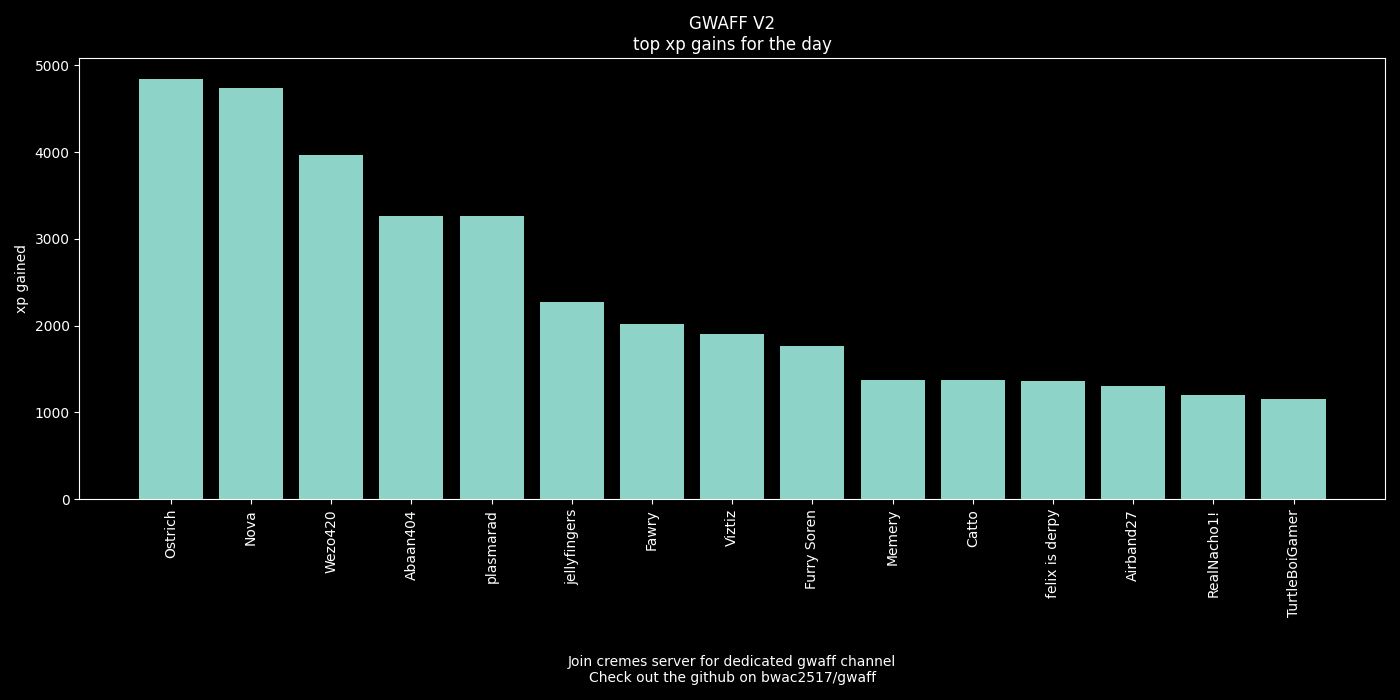 GWAFF V2
top xp gains for the day
5000
4000
3000
2000
1000
0
xp gained
Ostrich
Nova
Wezo420
Abaan404
plasmarad
jellyfingers
Fawry
Viztiz
Furry Soren
Memery
Catto
felix is derpy
Airband27
RealNacho1!
TurtleBoiGamer
Join cremes server for dedicated gwaff channel
Check out the github on bwac2517/gwaff